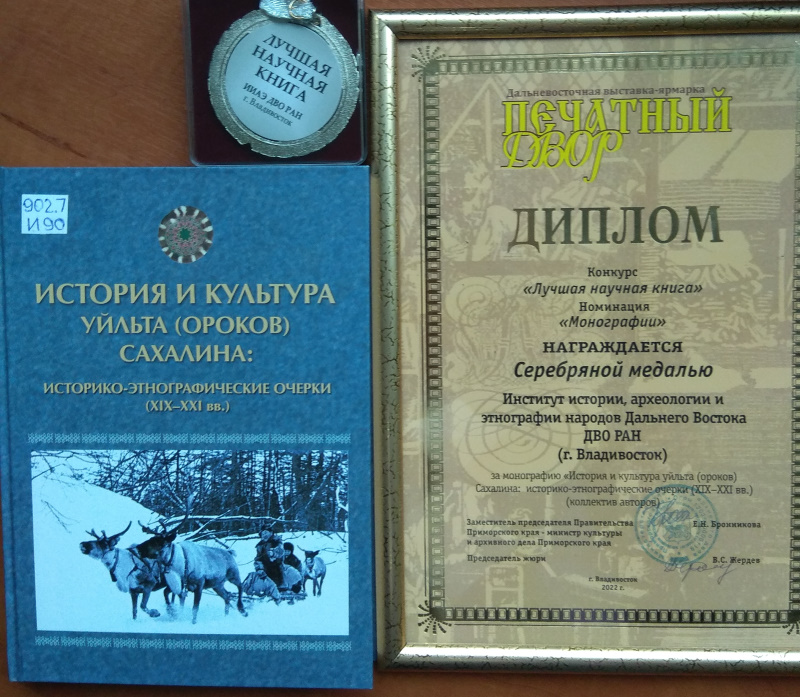 ЛУЧШАЯ
НАУЧНАЯ
КНИГА
ИИАЭ ДВО РАН
г. Владивосток
902.7
И 90
ИСТОРИЯ И КУЛЬТУРА
УЙЛЬТА (ОРОКОВ)
САХАЛИНА:
ИСТОРИКО-ЭТНОГРАФИЧЕСКИЕ ОЧЕРКИ
(XIX–XXI вв.)
Дальневосточная выставка-ярмарка
ПЕЧАТНЫЙ
ДВОР
ДИПЛОМ
Конкурс
«Лучшая научная книга»
Номинация
«Монографии»
НАГРАЖДАЕТСЯ
Серебряной медалью
Институт истории, археологии и
этнографии народов Дальнего Востока
ДВО РАН
(г. Владивосток)
за монографию «История и культура уйльта (ороков)
Сахалина: историко-этнографические очерки (XIX–XXI вв.)
(коллектив авторов)
Заместитель председателя Правительства
Приморского края - министр культуры
и архивного дела Приморского края
Е.Н. Бронникова
Председатель жюри
В.С. Жердев
г. Владивосток
2022 г.